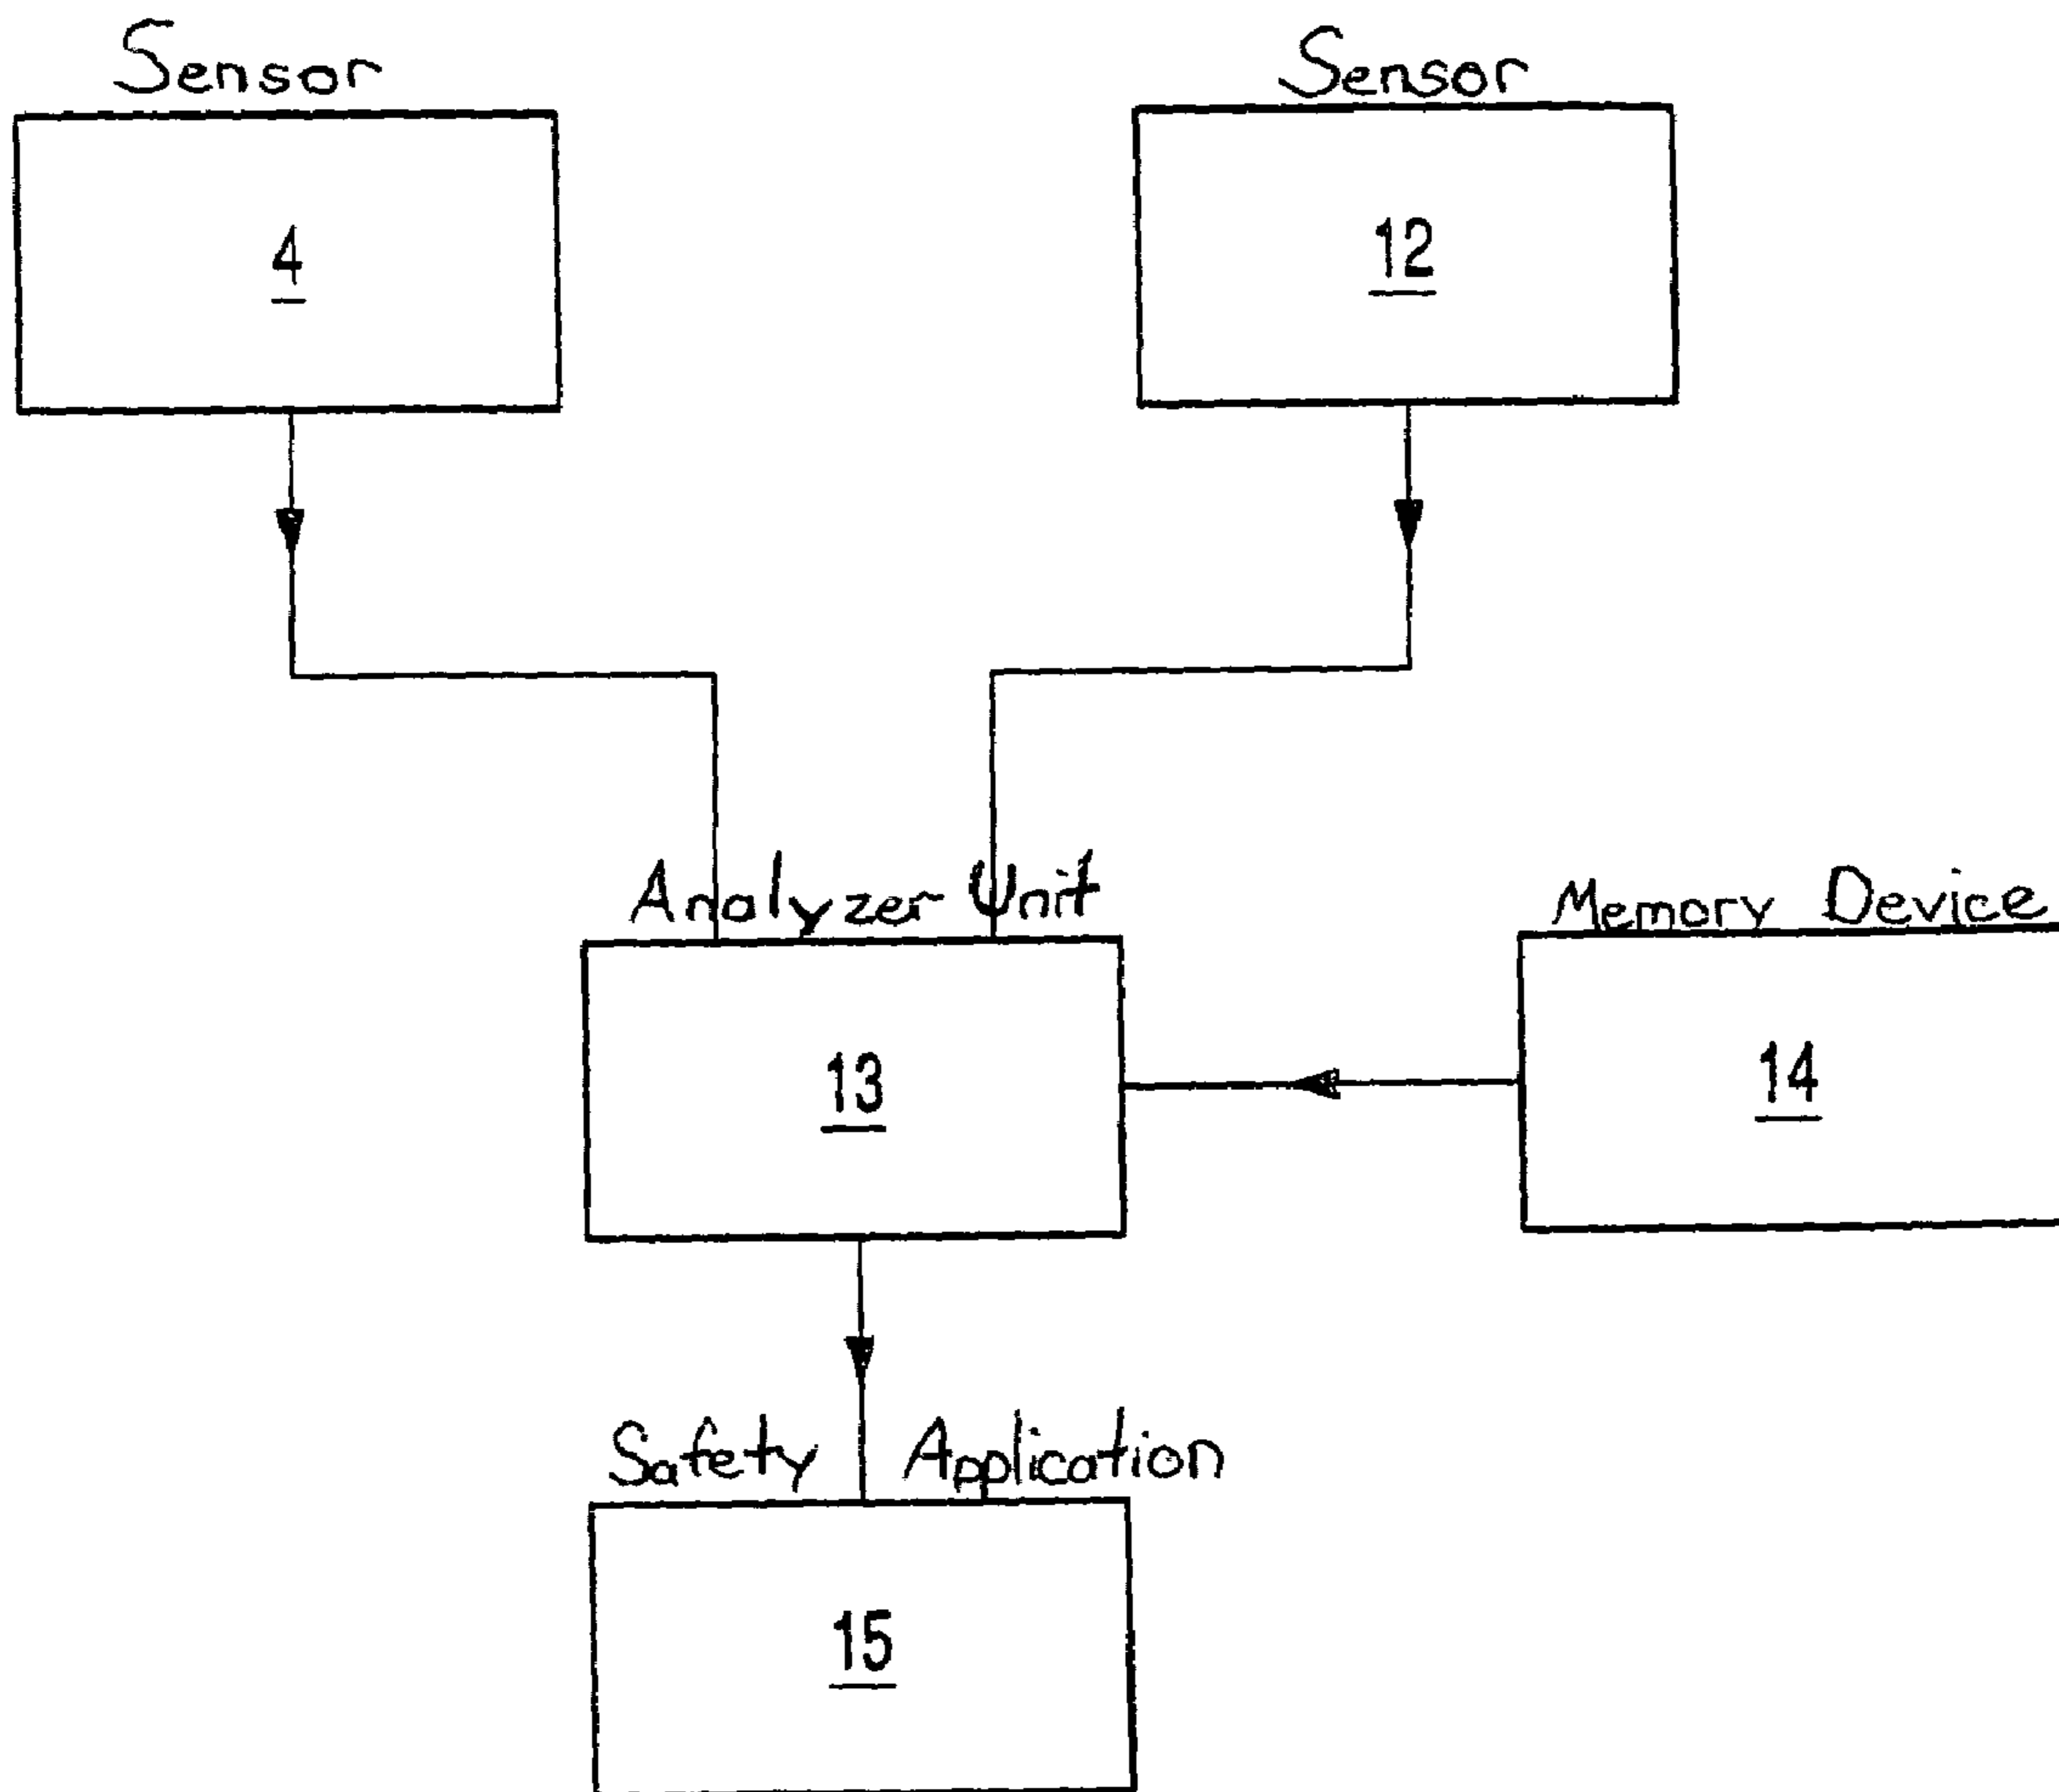 Sensor
Sensor
4
12
Analyzer Unit
Memory Device
13
14
Safety Application
15